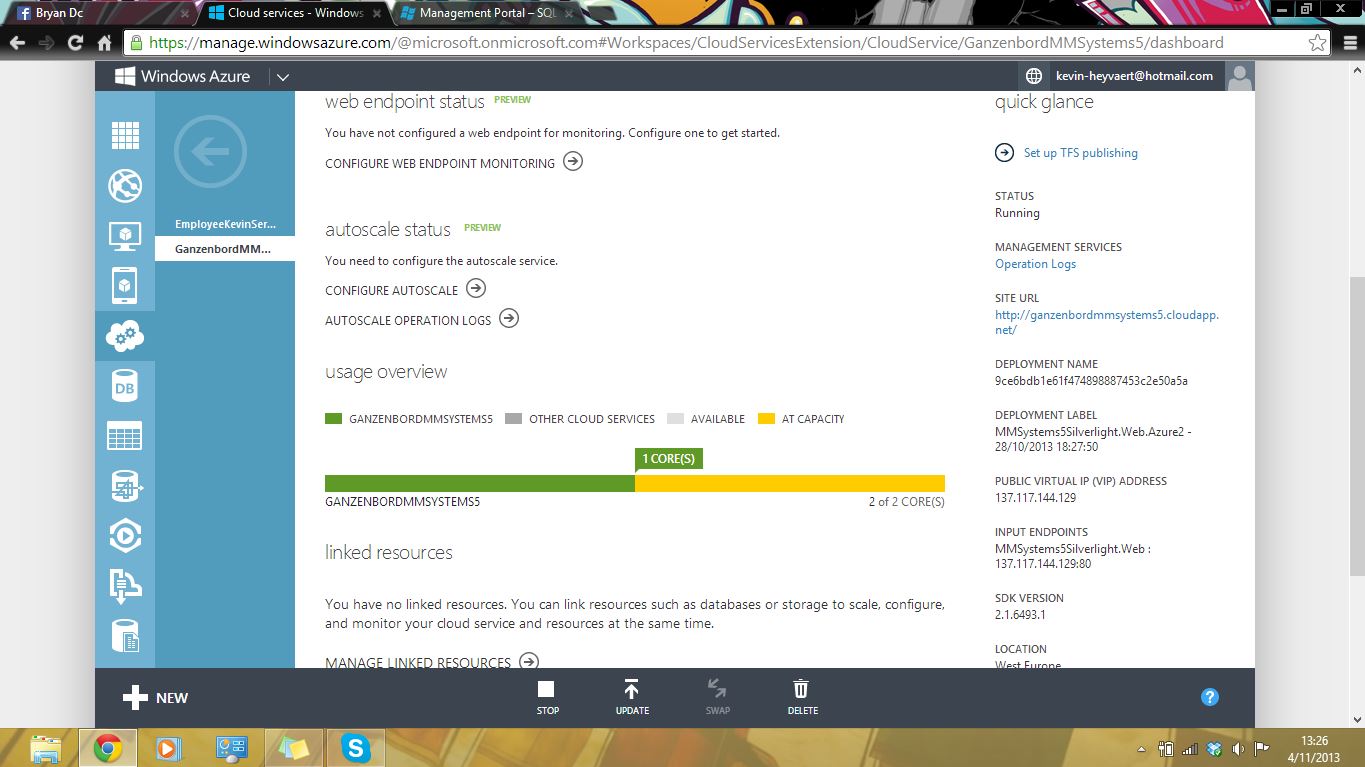 Bryan Dc
Cloud services - Windows
Management Portal – SQL
https://manage.windowsazure.com/@microsoft.onmicrosoft.com#Workspaces/CloudServicesExtension/CloudService/GanzenbordMMSystems5/dashboard
Windows Azure
kevin-heyvaert@hotmail.com
EmployeeKevinSer...
GanzenbordMM...
DB
web endpoint status PREVIEW
You have not configured a web endpoint for monitoring. Configure one to get started.
CONFIGURE WEB ENDPOINT MONITORING
autoscale status PREVIEW
You need to configure the autoscale service.
CONFIGURE AUTOSCALE
AUTOSCALE OPERATION LOGS
usage overview
GANZENBORDMMSYSTEMS5 OTHER CLOUD SERVICES AVAILABLE AT CAPACITY
1 CORE(S)
GANZENBORDMMSYSTEMS5 2 of 2 CORE(S)
linked resources
You have no linked resources. You can link resources such as databases or storage to scale, configure,
and monitor your cloud service and resources at the same time.
MANAGE LINKED RESOURCES
quick glance
Set up TFS publishing
STATUS
Running
MANAGEMENT SERVICES
Operation Logs
SITE URL
http://ganzenbordmmsystems5.cloudapp.
net/
DEPLOYMENT NAME
9ce6bdb1e61f474898887453c2e50a5a
DEPLOYMENT LABEL
MMSystems5Silverlight.Web.Azure2 -
28/10/2013 18:27:50
PUBLIC VIRTUAL IP (VIP) ADDRESS
137.117.144.129
INPUT ENDPOINTS
MMSystems5Silverlight.Web :
137.117.144.129:80
SDK VERSION
2.1.6493.1
LOCATION
West Europe
NEW
STOP
UPDATE
SWAP
DELETE
?
13:26
4/11/2013